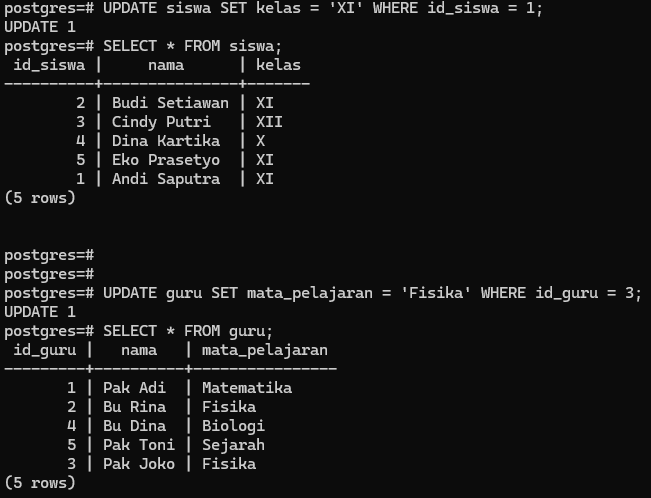 postgres=# UPDATE siswa SET kelas = 'XI' WHERE id_siswa = 1;
UPDATE 1
postgres=# SELECT * FROM siswa;
 id_siswa |     nama      | kelas
----------+---------------+-------
        2 | Budi Setiawan | XI
        3 | Cindy Putri   | XII
        4 | Dina Kartika  | X
        5 | Eko Prasetyo  | XI
        1 | Andi Saputra  | XI
(5 rows)
postgres=#
postgres=#
postgres=# UPDATE guru SET mata_pelajaran = 'Fisika' WHERE id_guru = 3;
UPDATE 1
postgres=# SELECT * FROM guru;
 id_guru |   nama   | mata_pelajaran
---------+----------+----------------
       1 | Pak Adi  | Matematika
       2 | Bu Rina  | Fisika
       4 | Bu Dina  | Biologi
       5 | Pak Toni | Sejarah
       3 | Pak Joko | Fisika
(5 rows)